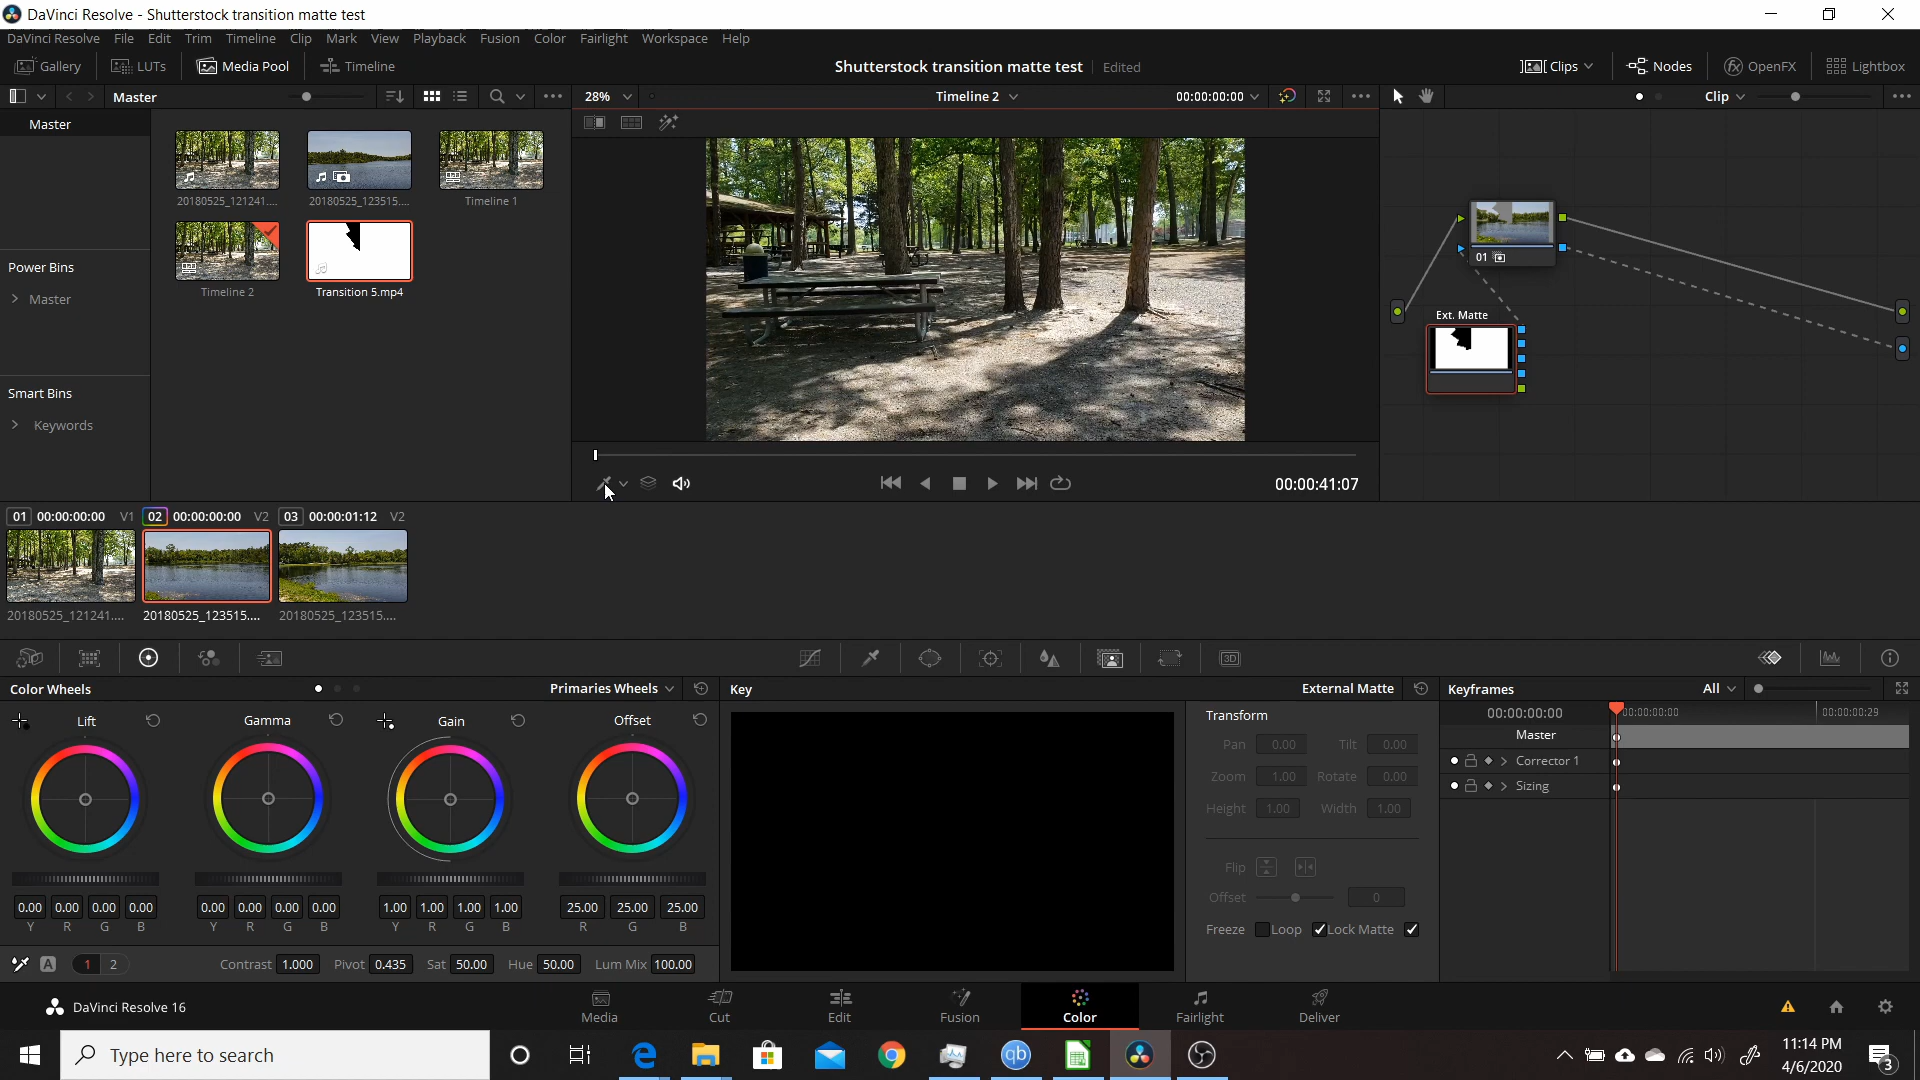 DaVinci Resolve - Shutterstock transition matte test
DaVinci Resolve File Edit Trim Timeline Clip Mark View Playback Fusion Color Fairlight Workspace Help
Gallery LUTs Media Pool Timeline Shutterstock transition matte test Edited Clips Nodes OpenFX Lightbox
Master 28% Timeline 2 00:00:00:00 Clip
Master
20180525_121241.... 20180525_123515.... Timeline 1
Timeline 2 Transition 5.mp4
Power Bins
Master
Smart Bins
Keywords
01
Ext. Matte
00:00:41:07
01 00:00:00:00 V1 02 00:00:00:00 V2 03 00:00:01:12 V2
20180525_121241.... 20180525_123515.... 20180525_123515....
Color Wheels Primaries Wheels Key External Matte Keyframes All
Lift Gamma Gain Offset
0.00 0.00 0.00 0.00 0.00 0.00 0.00 0.00 1.00 1.00 1.00 1.00 25.00 25.00 25.00
Y R G B Y R G B Y R G B R G B
A 1 2 Contrast 1.000 Pivot 0.435 Sat 50.00 Hue 50.00 Lum Mix 100.00
Transform
Pan 0.00 Tilt 0.00
Zoom 1.00 Rotate 0.00
Height 1.00 Width 1.00
Flip
Offset 0
Freeze Loop Lock Matte
00:00:00:00 00:00:00:00 00:00:00:29
Master
Corrector 1
Sizing
3D
DaVinci Resolve 16 Media Cut Edit Fusion Color Fairlight Deliver
Type here to search
qb
11:14 PM
4/6/2020
3